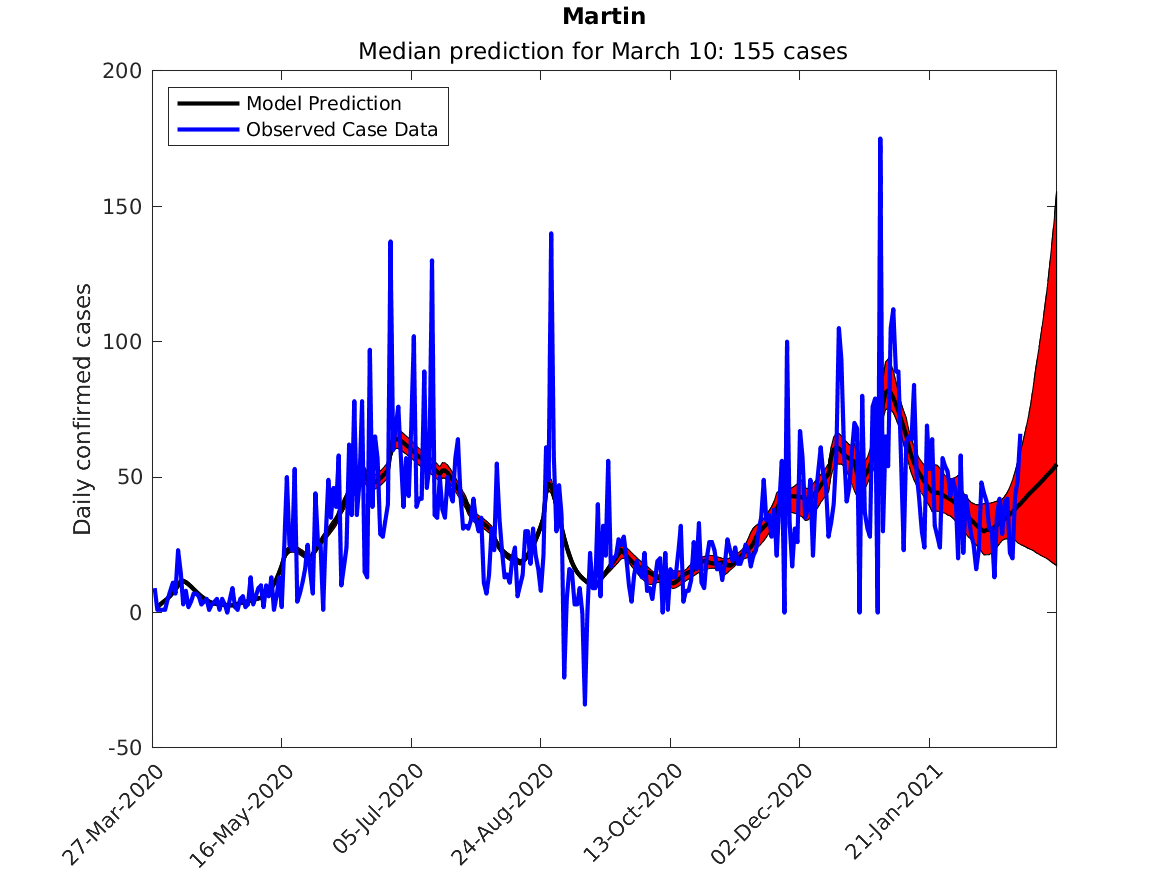 Martin
Median prediction for March 10: 155 cases
Model Prediction
Observed Case Data
Daily confirmed cases
200
150
100
50
0
-50
27-Mar-2020
16-May-2020
05-Jul-2020
24-Aug-2020
13-Oct-2020
02-Dec-2020
21-Jan-2021